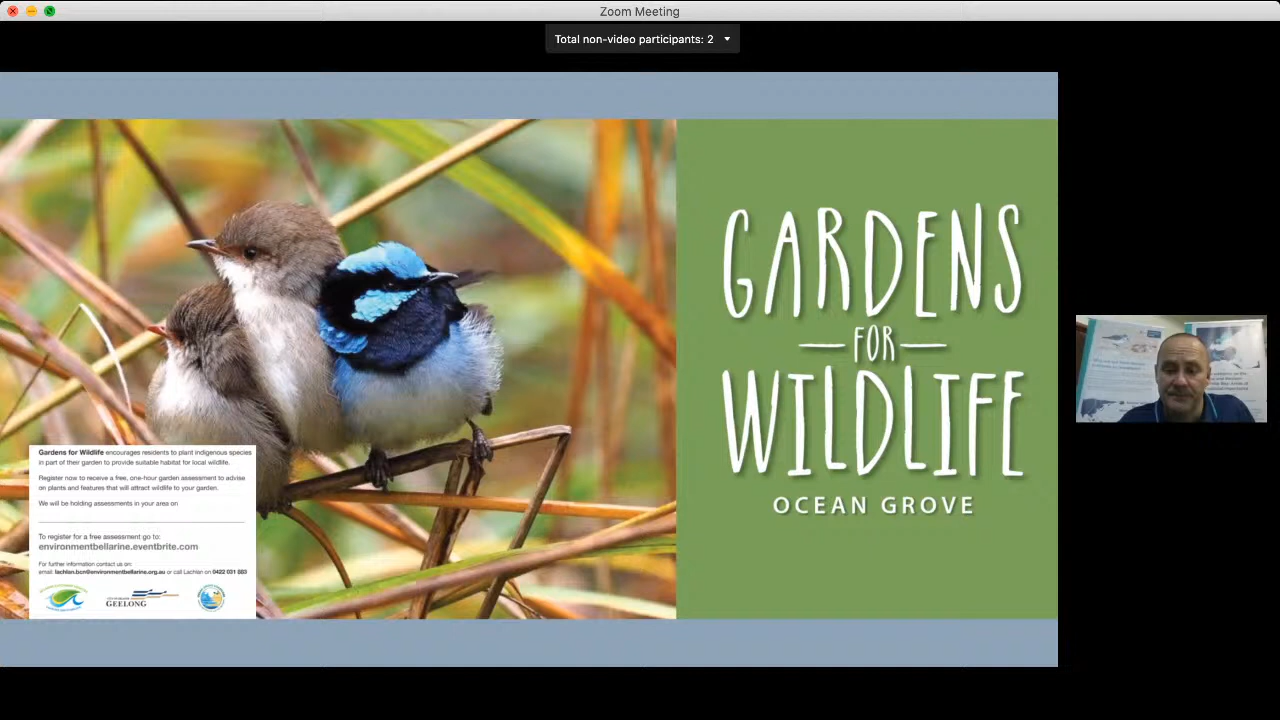 Zoom Meeting
Total non-video participants: 2
GARDENS
FOR
WILDLIFE
OCEAN GROVE
Gardens for Wildlife encourages residents to plant indigenous species
in part of their garden to provide suitable habitat for local wildlife.
Register now to receive a free, one-hour garden assessment to advise
on plants and features that will attract wildlife to your garden.
We will be holding assessments in your area on
To register for a free assessment go to:
environmentbellarine.eventbrite.com
For further information contact us on:
email: lachlan.bcn@environmentbellarine.org.au or call Lachlan on 0422 031 883
GEELONG